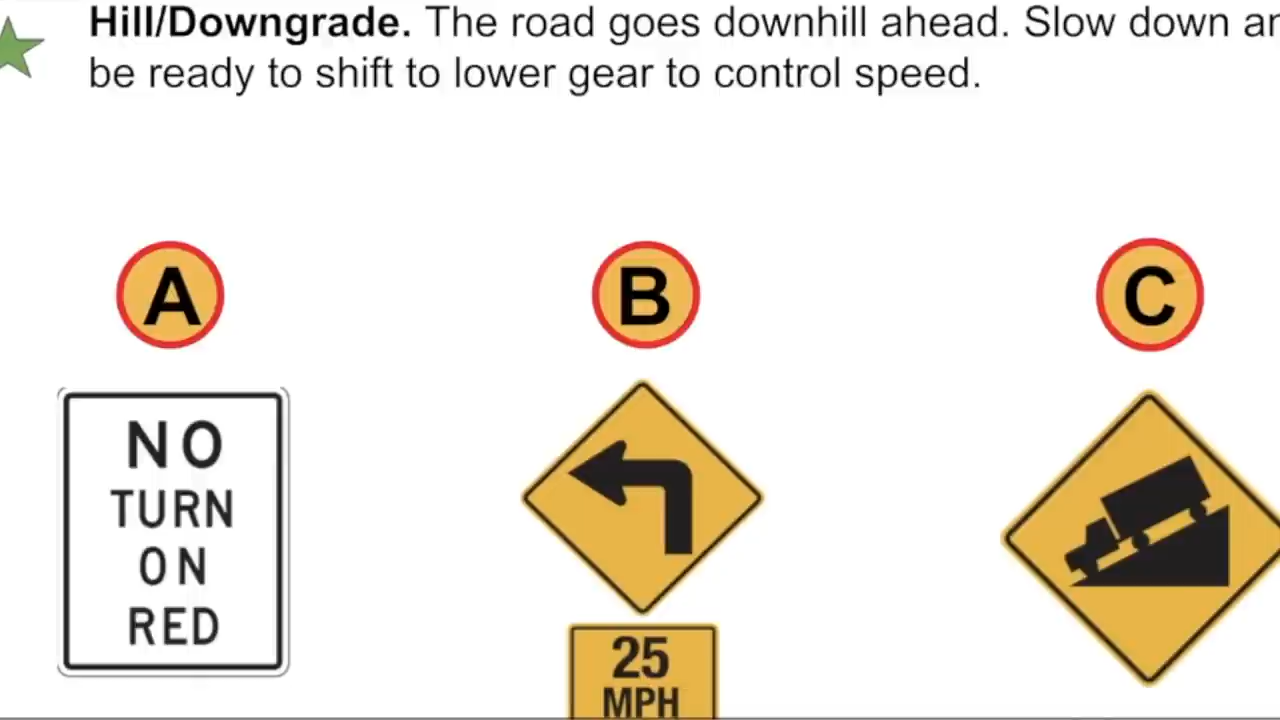 Hill/Downgrade. The road goes downhill ahead. Slow down
be ready to shift to lower gear to control speed.
A
B
C
NO
TURN
ON
RED
25
MPH